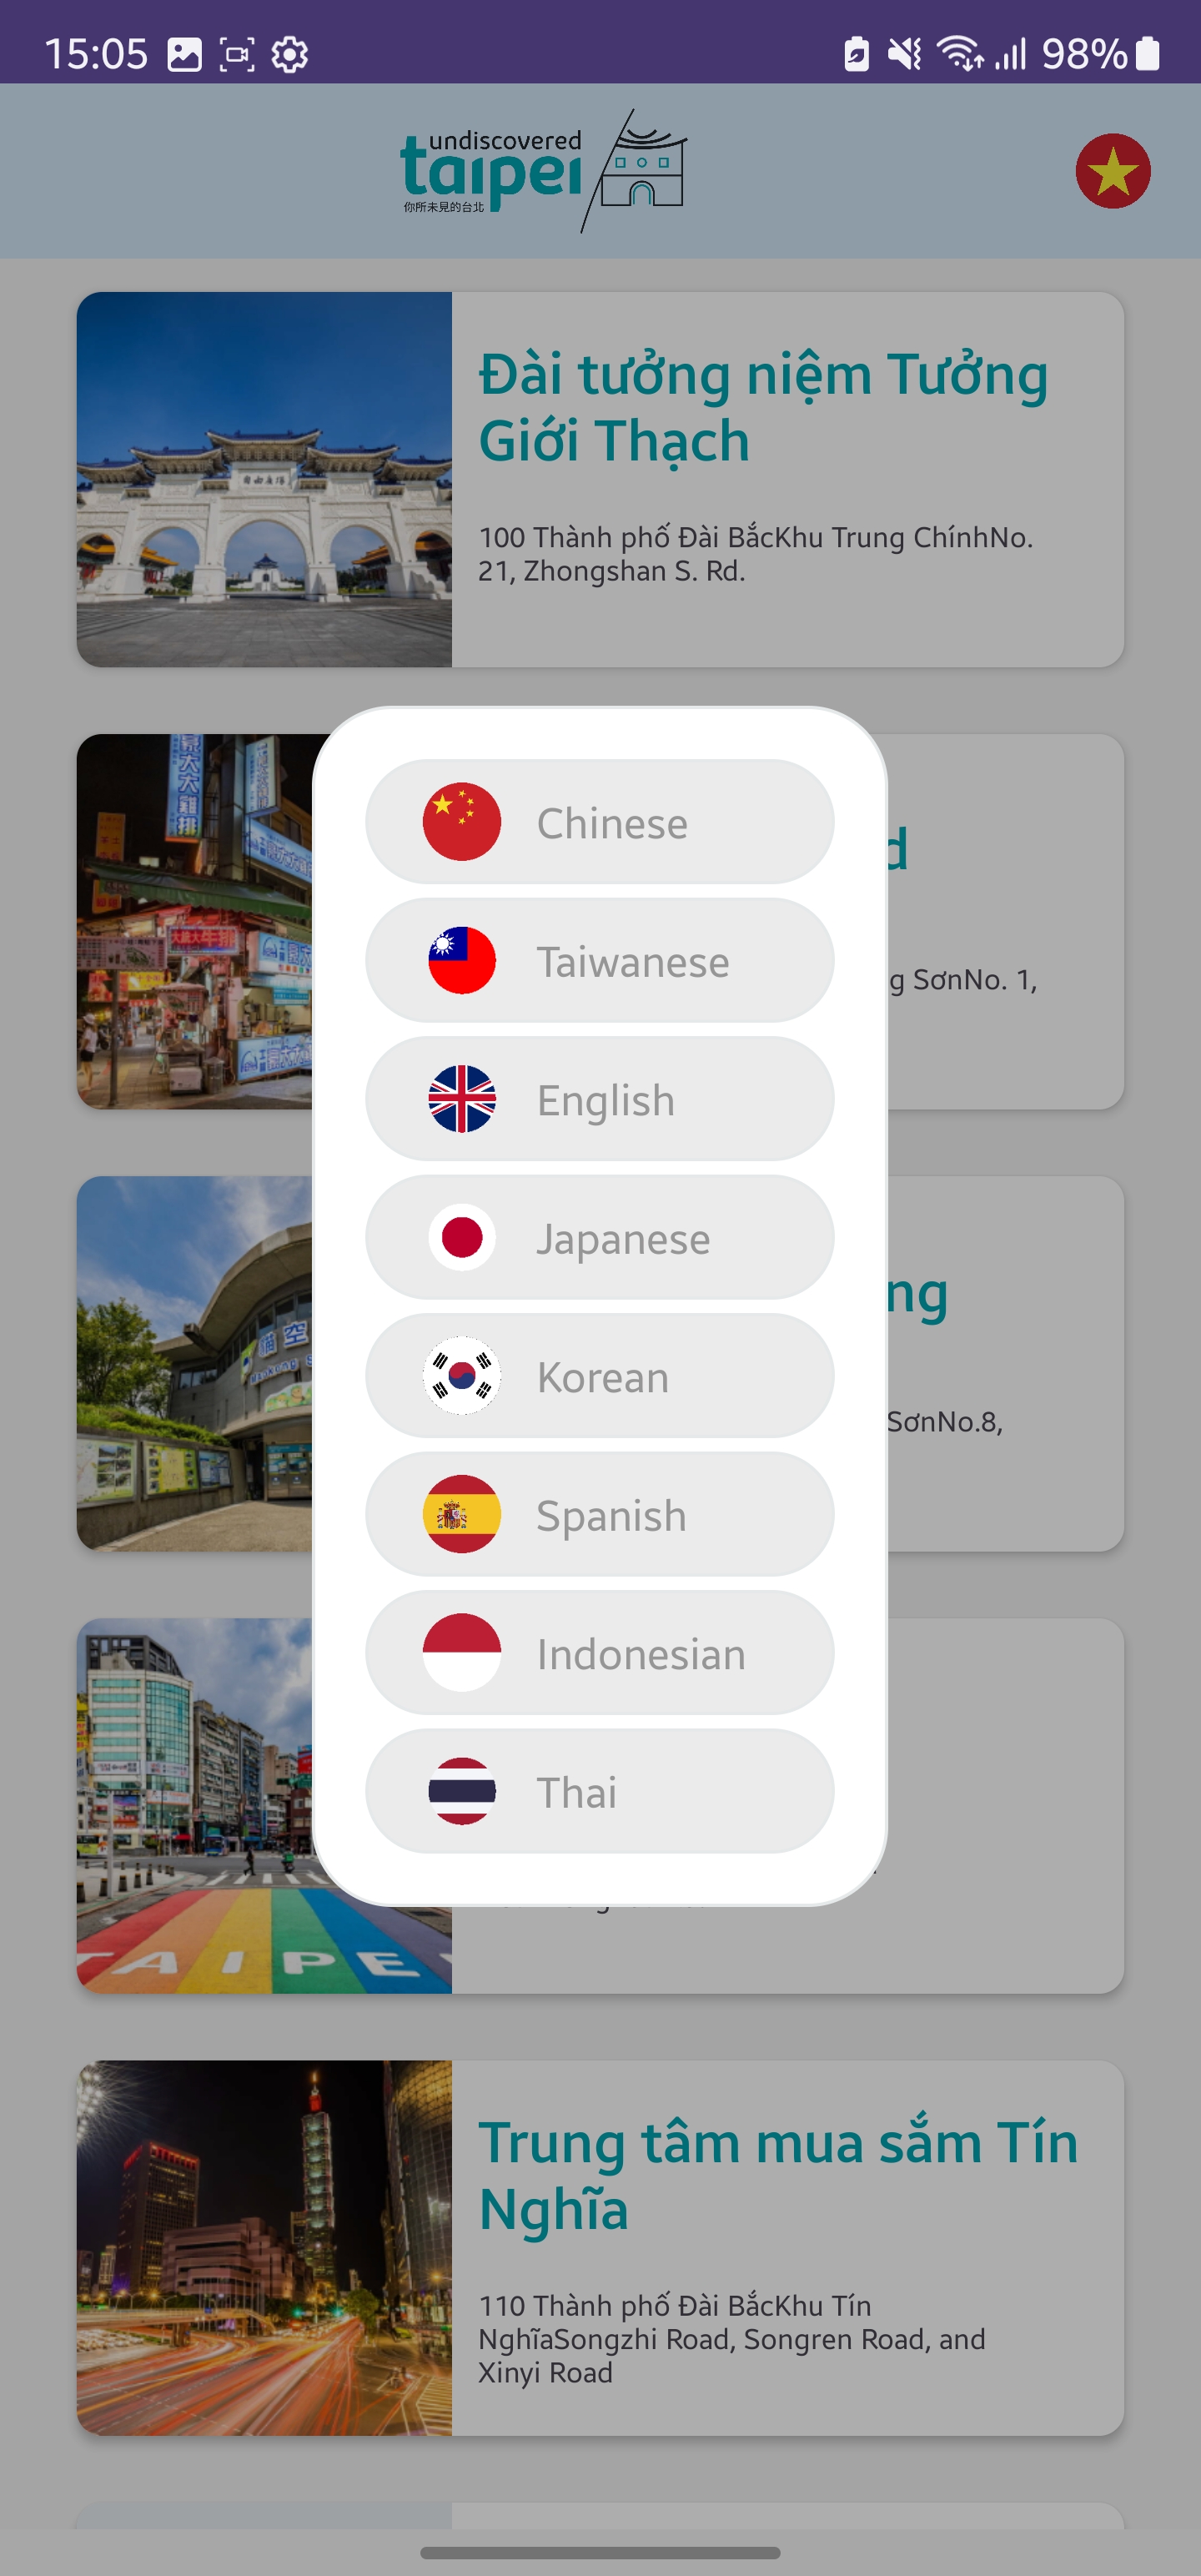 15:05
98%
undiscovered
taipei
你所未見的台北
Đài tưởng niệm Tưởng
Giới Thạch
100 Thành phố Đài BắcKhu Trung ChínhNo.
21, Zhongshan S. Rd.
Chinese
Taiwanese
SơnNo. 1,
English
Japanese
Korean
SơnNo.8,
Spanish
Indonesian
Thai
TAIPE
Trung tâm mua sắm Tín
Nghĩa
110 Thành phố Đài BắcKhu Tín
NghĩaSongzhi Road, Songren Road, and
Xinyi Road